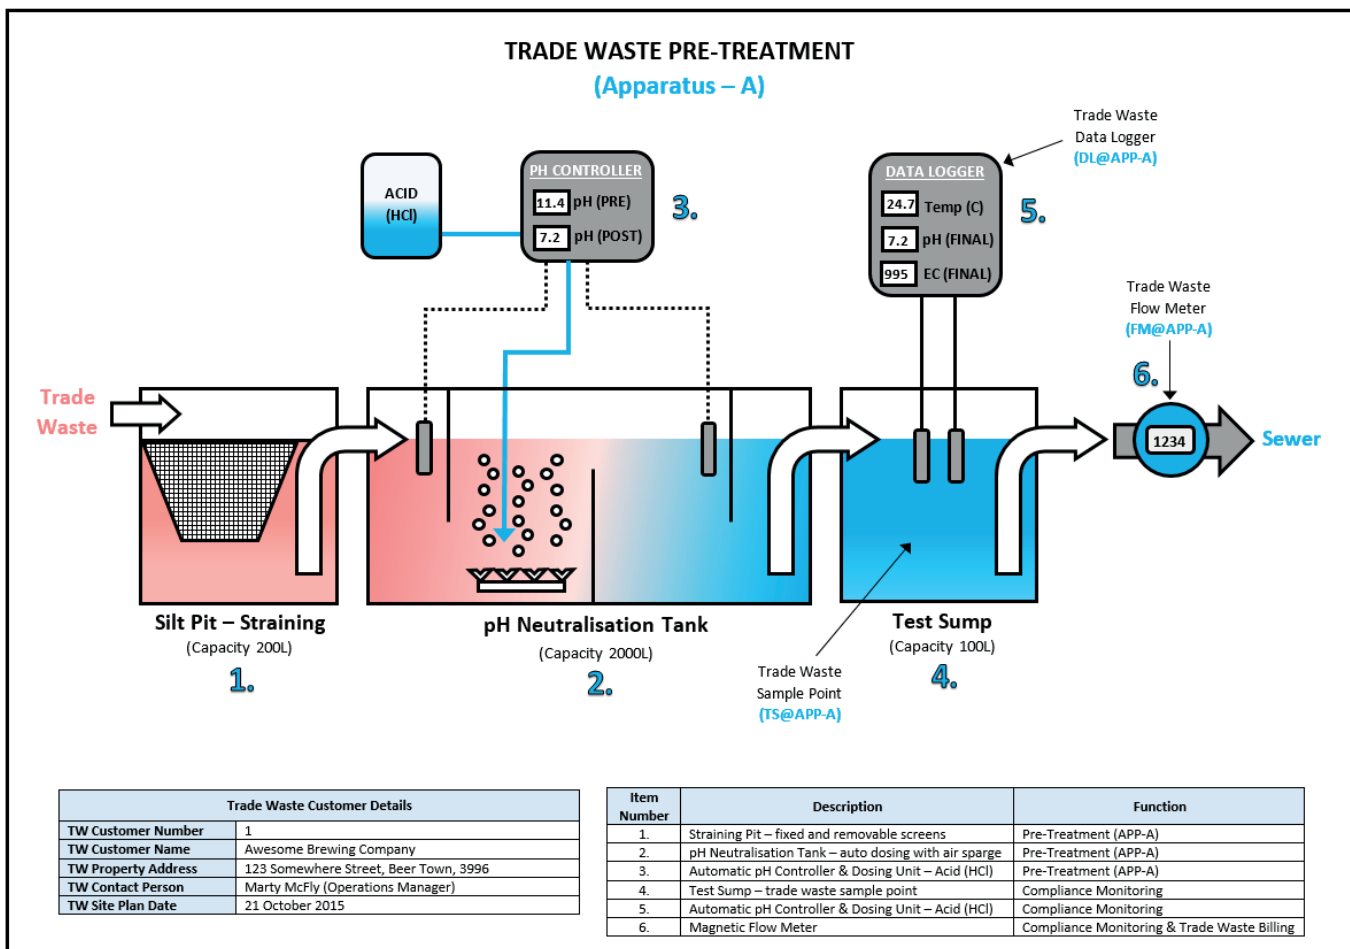 TRADE WASTE PRE-TREATMENT
(Apparatus – A)
Trade Waste
Data Logger
(DL@APP-A)
ACID
(HCl)
PH CONTROLLER
11.4 pH (PRE)
7.2 pH (POST)
3.
DATA LOGGER
24.7 Temp (C)
7.2 pH (FINAL)
995 EC (FINAL)
5.
Trade Waste
Flow Meter
(FM@APP-A)
6.
Trade
Waste
1234
Sewer
Silt Pit – Straining
(Capacity 200L)
1.
pH Neutralisation Tank
(Capacity 2000L)
2.
Test Sump
(Capacity 100L)
4.
Trade Waste
Sample Point
(TS@APP-A)
Trade Waste Customer Details
TW Customer Number 1
TW Customer Name Awesome Brewing Company
TW Property Address 123 Somewhere Street, Beer Town, 3996
TW Contact Person Marty McFly (Operations Manager)
TW Site Plan Date 21 October 2015
Item
Number Description Function
1. Straining Pit – fixed and removable screens Pre-Treatment (APP-A)
2. pH Neutralisation Tank – auto dosing with air sparge Pre-Treatment (APP-A)
3. Automatic pH Controller & Dosing Unit – Acid (HCl) Pre-Treatment (APP-A)
4. Test Sump – trade waste sample point Compliance Monitoring
5. Automatic pH Controller & Dosing Unit – Acid (HCl) Compliance Monitoring
6. Magnetic Flow Meter Compliance Monitoring & Trade Waste Billing